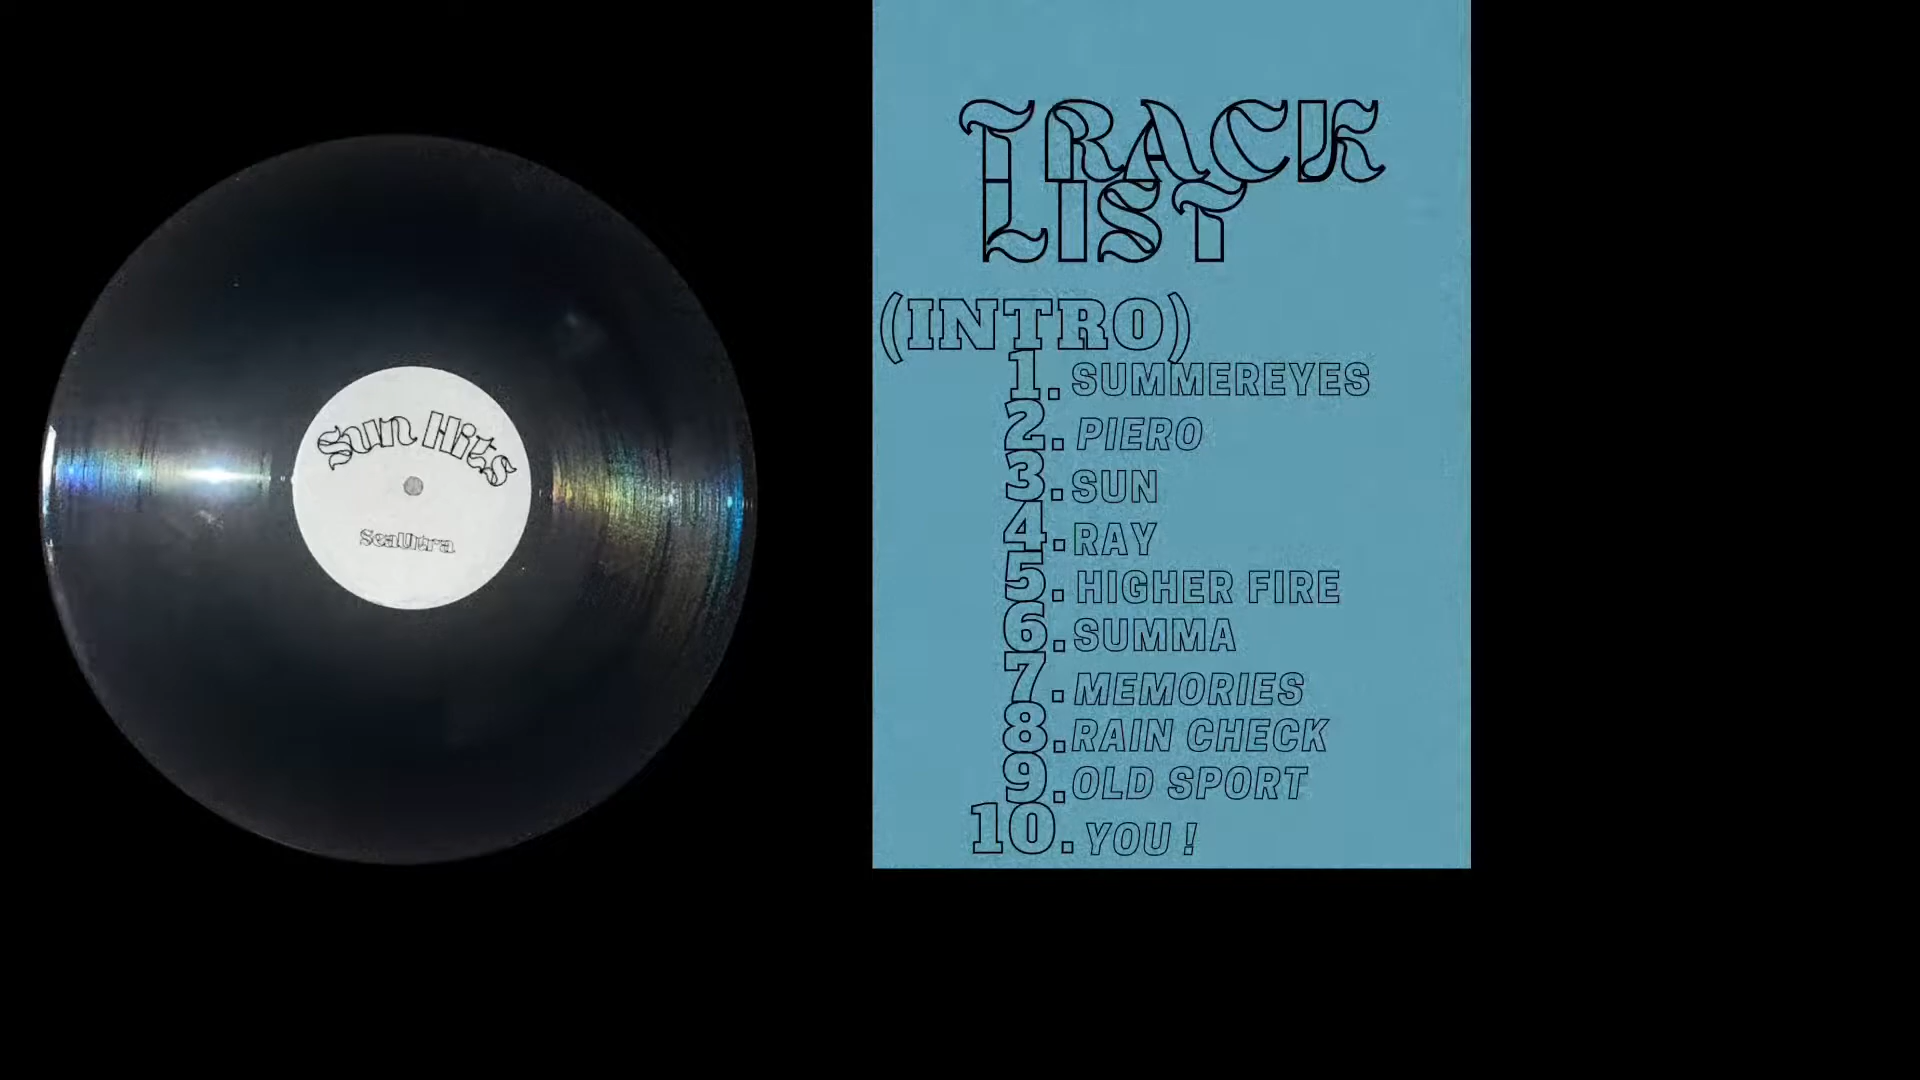 Sun Hits
SeaUltra
TRACK
LIST
(INTRO)
1. SUMMEREYES
2. PIERO
3. SUN
4. RAY
5. HIGHER FIRE
6. SUMMA
7. MEMORIES
8. RAIN CHECK
9. OLD SPORT
10. YOU !